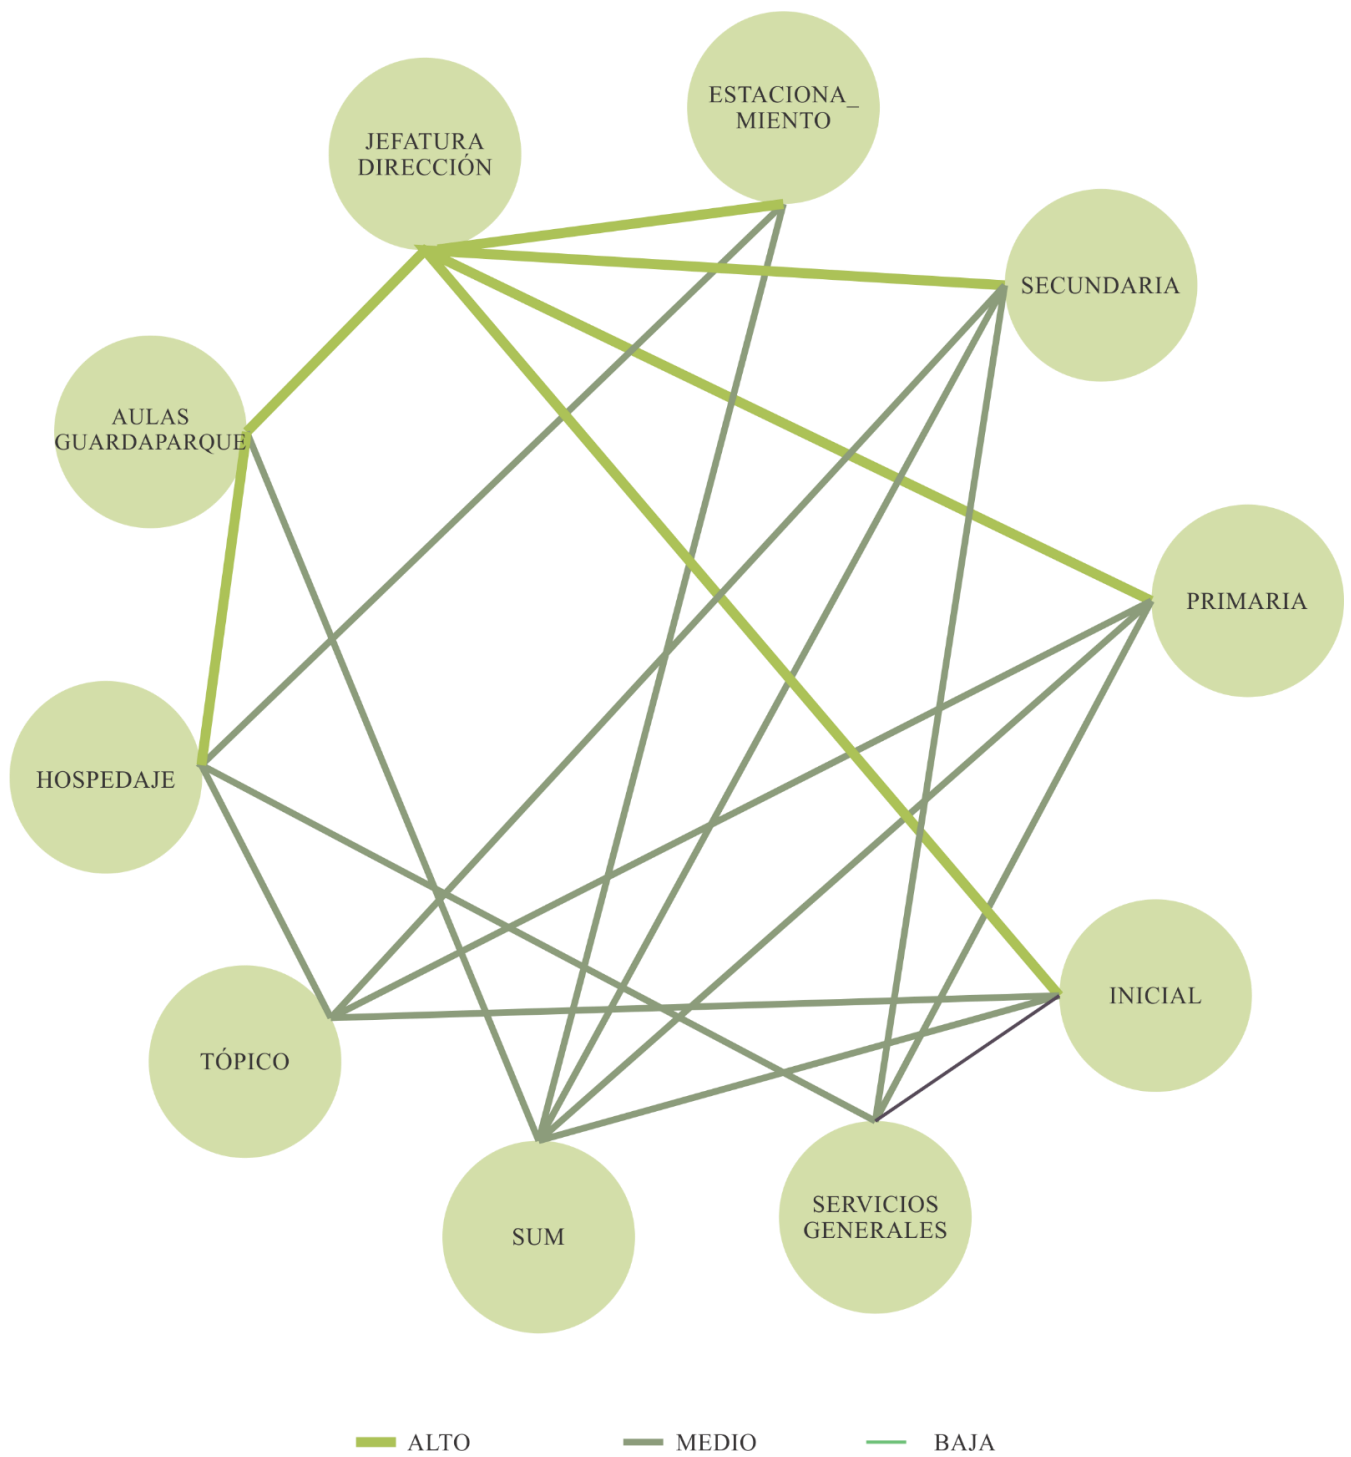 ESTACIONA_
MIENTO
JEFATURA
DIRECCIÓN
SECUNDARIA
AULAS
GUARDAPARQUE
PRIMARIA
HOSPEDAJE
INICIAL
TÓPICO
SERVICIOS
GENERALES
SUM
ALTO
MEDIO
BAJA